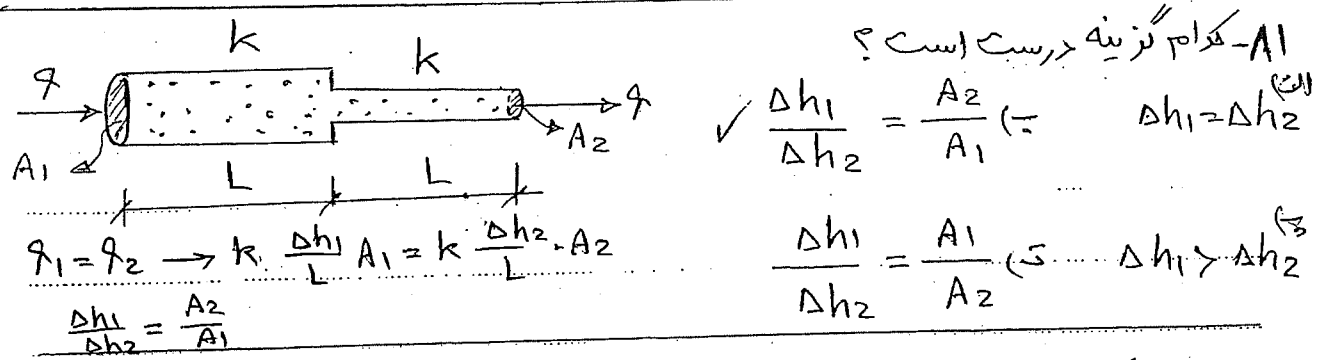 ۸۱- کدام گزینه درست است ؟
الف) Δh1 = Δh2
ب) Δh1/Δh2 = A2/A1 ✓
ج) Δh1 > Δh2
د) Δh1/Δh2 = A1/A2
k k
q q
A1 A2
L L
q1 = q2 → k. Δh1/L A1 = k Δh2/L . A2
Δh1/Δh2 = A2/A1